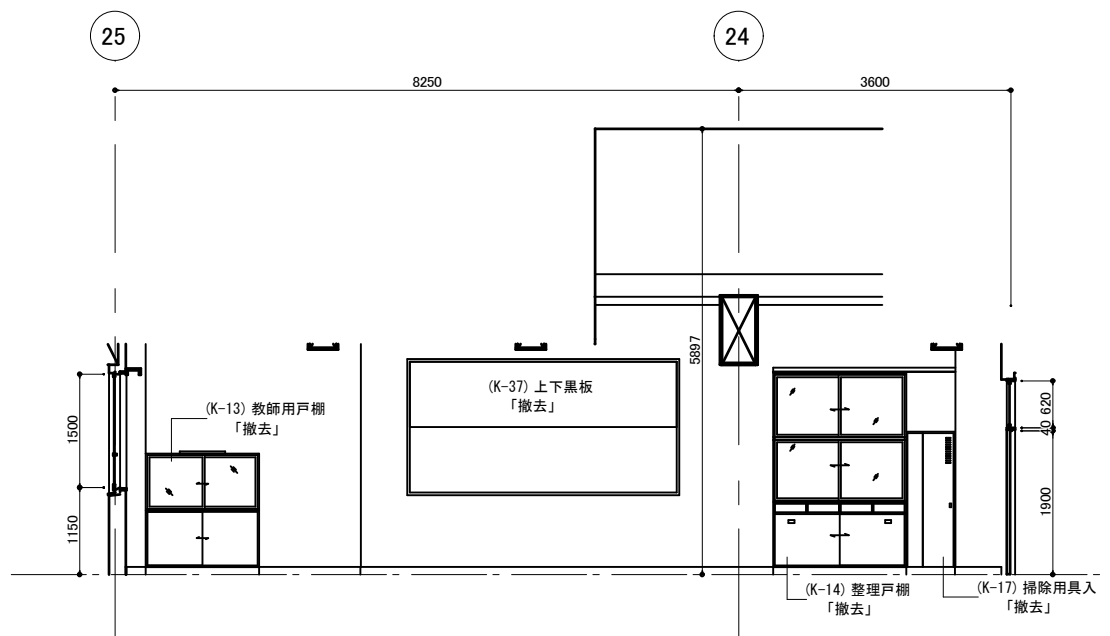 25
24
8250
3600
5897
(K-37) 上下黒板
「撤去」
(K-13) 教師用戸棚
「撤去」
1500
1150
620
40
1900
(K-14) 整理戸棚
「撤去」
(K-17) 掃除用具入
「撤去」